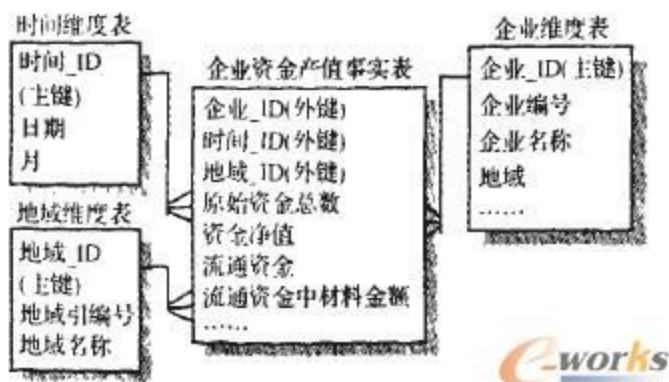 时间维度表
时间_ID
(主键)
日期
月
地域维度表
地域_ID
(主键)
地域引编号
地域名称
企业资金产值事实表
企业_ID(外键)
时间_ID(外键)
地域_ID(外键)
原始资金总数
资金净值
流通资金
流通资金中材料金额
……
企业维度表
企业_ID(主键)
企业编号
企业名称
地域
……
e-works